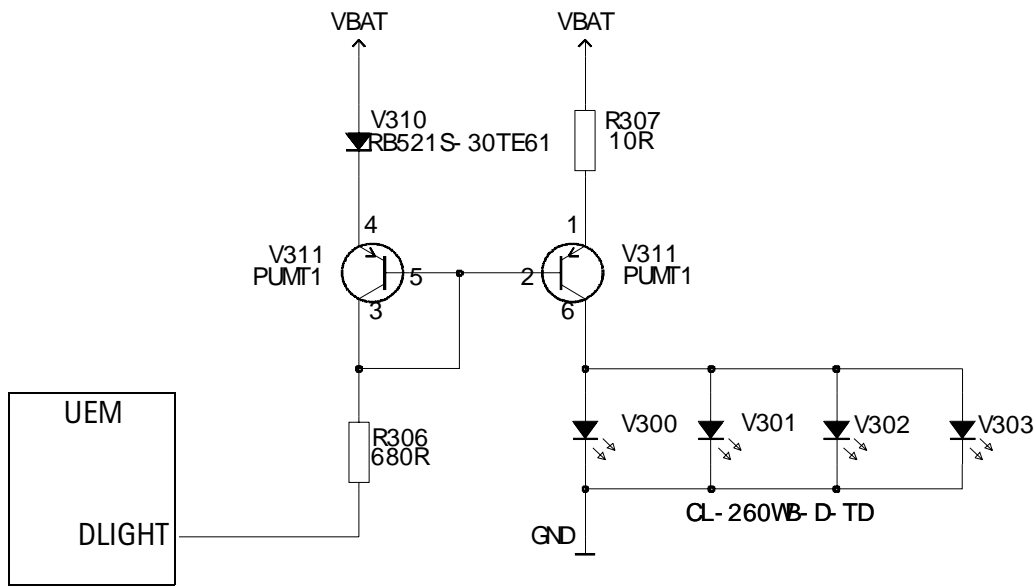 VBAT
VBAT
V310
RB521S-30TE61
R307
10R
4
1
V311
PUMT1
5
2
V311
PUMT1
3
6
UEM
R306
680R
V300
V301
V302
V303
CL-260WB-D-TD
DLIGHT
GND